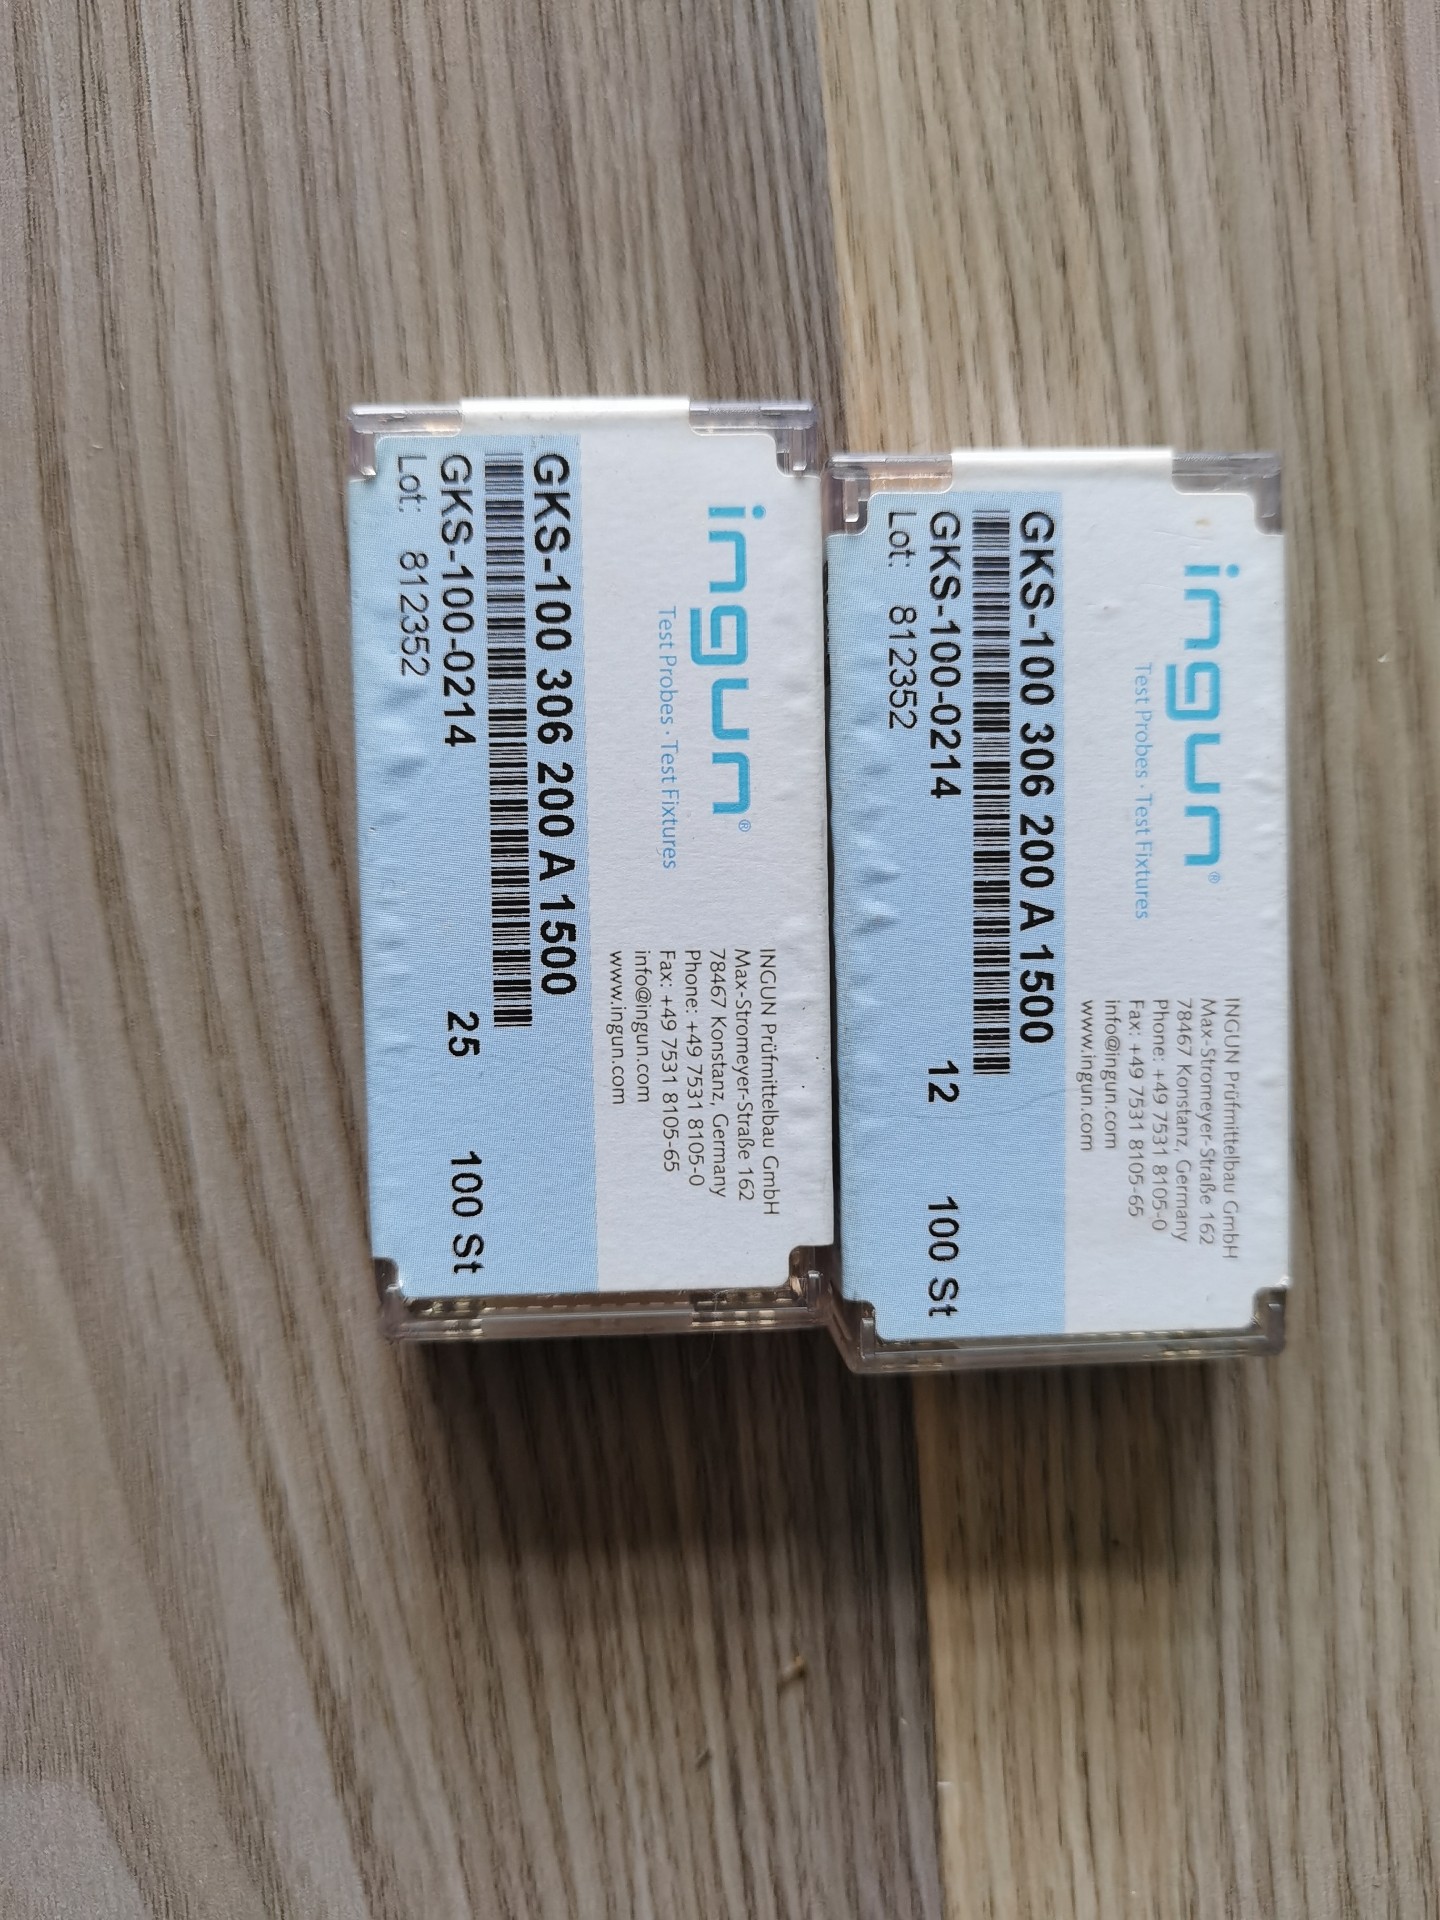 ingun®
Test Probes · Test Fixtures
INGUN Prüfmittelbau GmbH
Max-Stromeyer-Straße 162
78467 Konstanz, Germany
Phone: +49 7531 8105-0
Fax: +49 7531 8105-65
info@ingun.com
www.ingun.com
GKS-100 306 200 A 1500
GKS-100-0214 12 100 St
Lot: 812352
ingun®
Test Probes · Test Fixtures
INGUN Prüfmittelbau GmbH
Max-Stromeyer-Straße 162
78467 Konstanz, Germany
Phone: +49 7531 8105-0
Fax: +49 7531 8105-65
info@ingun.com
www.ingun.com
GKS-100 306 200 A 1500
GKS-100-0214 25 100 St
Lot: 812352